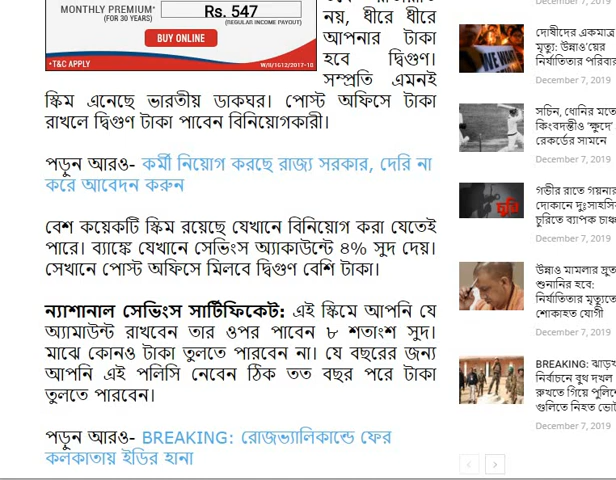 MONTHLY PREMIUM*
(FOR 30 YEARS)
Rs. 547
(REGULAR INCOME PAYOUT)
BUY ONLINE
*T&C APPLY
W/II/1612/2017-18
নয়, ধীরে ধীরে
আপনার টাকা
হবে দ্বিগুণ।
সম্প্রতি এমনই
স্কিম এনেছে ভারতীয় ডাকঘর। পোস্ট অফিসে টাকা
রাখলে দ্বিগুণ টাকা পাবেন বিনিয়োগকারী।
পড়ুন আরও- কর্মী নিয়োগ করছে রাজ্য সরকার, দেরি না
করে আবেদন করুন
বেশ কয়েকটি স্কিম রয়েছে যেখানে বিনিয়োগ করা যেতেই
পারে। ব্যাঙ্কে যেখানে সেভিংস অ্যাকাউন্টে ৪% সুদ দেয়।
সেখানে পোস্ট অফিসে মিলবে দ্বিগুণ বেশি টাকা।
ন্যাশানাল সেভিংস সার্টিফিকেট: এই স্কিমে আপনি যে
অ্যামাউন্ট রাখবেন তার ওপর পাবেন ৮ শতাংশ সুদ।
মাঝে কোনও টাকা তুলতে পারবেন না। যে বছরের জন্য
আপনি এই পলিসি নেবেন ঠিক তত বছর পরে টাকা
তুলতে পারবেন।
পড়ুন আরও- BREAKING: রোজভ্যালিকান্ডে ফের
কলকাতায় ইডির হানা
December 7, 2019
দোষীদের একমাত্র
মৃত্যু: উন্নাও'য়ের
নির্যাতিতার পরিবার
December 7, 2019
সচিন, ধোনির মতো
কিংবদন্তীও 'ক্ষুদে'
রেকর্ডের সামনে
December 7, 2019
গভীর রাতে গয়নার
দোকানে দুঃসাহসিক
চুরিতে ব্যাপক চাঞ্চ
চুরি
December 7, 2019
উন্নাও মামলার দ্রুত
শুনানির হবে:
নির্যাতিতার মৃত্যুতে
শোকাহত যোগী
December 7, 2019
BREAKING: ঝাড়খ
নির্বাচনে বুথ দখল
রুখতে গিয়ে পুলিশে
গুলিতে নিহত ভোট
December 7, 2019